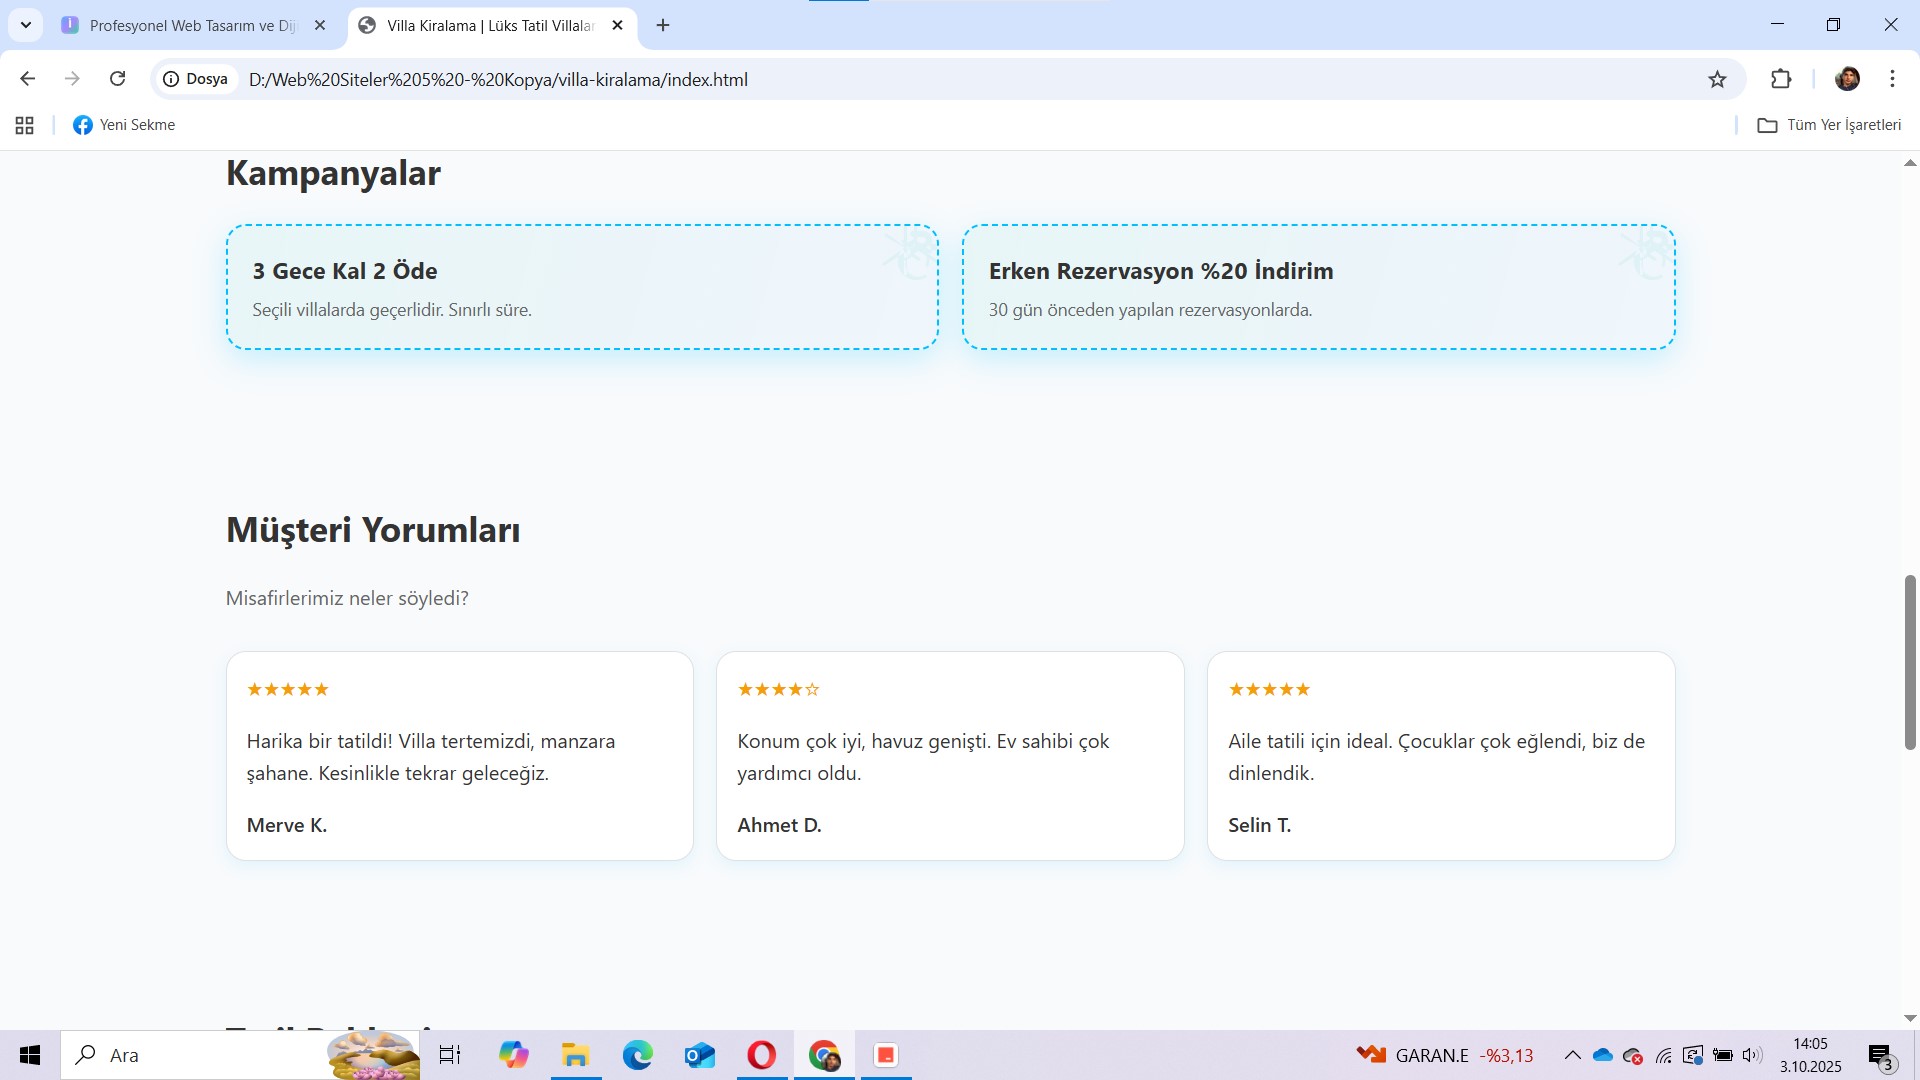 Profesyonel Web Tasarım ve Dij
Villa Kiralama | Lüks Tatil Villalar
Dosya
D:/Web%20Siteler%205%20-%20Kopya/villa-kiralama/index.html
Yeni Sekme
Tüm Yer İşaretleri
Kampanyalar
3 Gece Kal 2 Öde
Seçili villalarda geçerlidir. Sınırlı süre.
Erken Rezervasyon %20 İndirim
30 gün önceden yapılan rezervasyonlarda.
Müşteri Yorumları
Misafirlerimiz neler söyledi?
★★★★★
Harika bir tatildi! Villa tertemizdi, manzara
şahane. Kesinlikle tekrar geleceğiz.
Merve K.
★★★★☆
Konum çok iyi, havuz genişti. Ev sahibi çok
yardımcı oldu.
Ahmet D.
★★★★★
Aile tatili için ideal. Çocuklar çok eğlendi, biz de
dinlendik.
Selin T.
Ara
GARAN.E -%3,13
14:05
3.10.2025
3